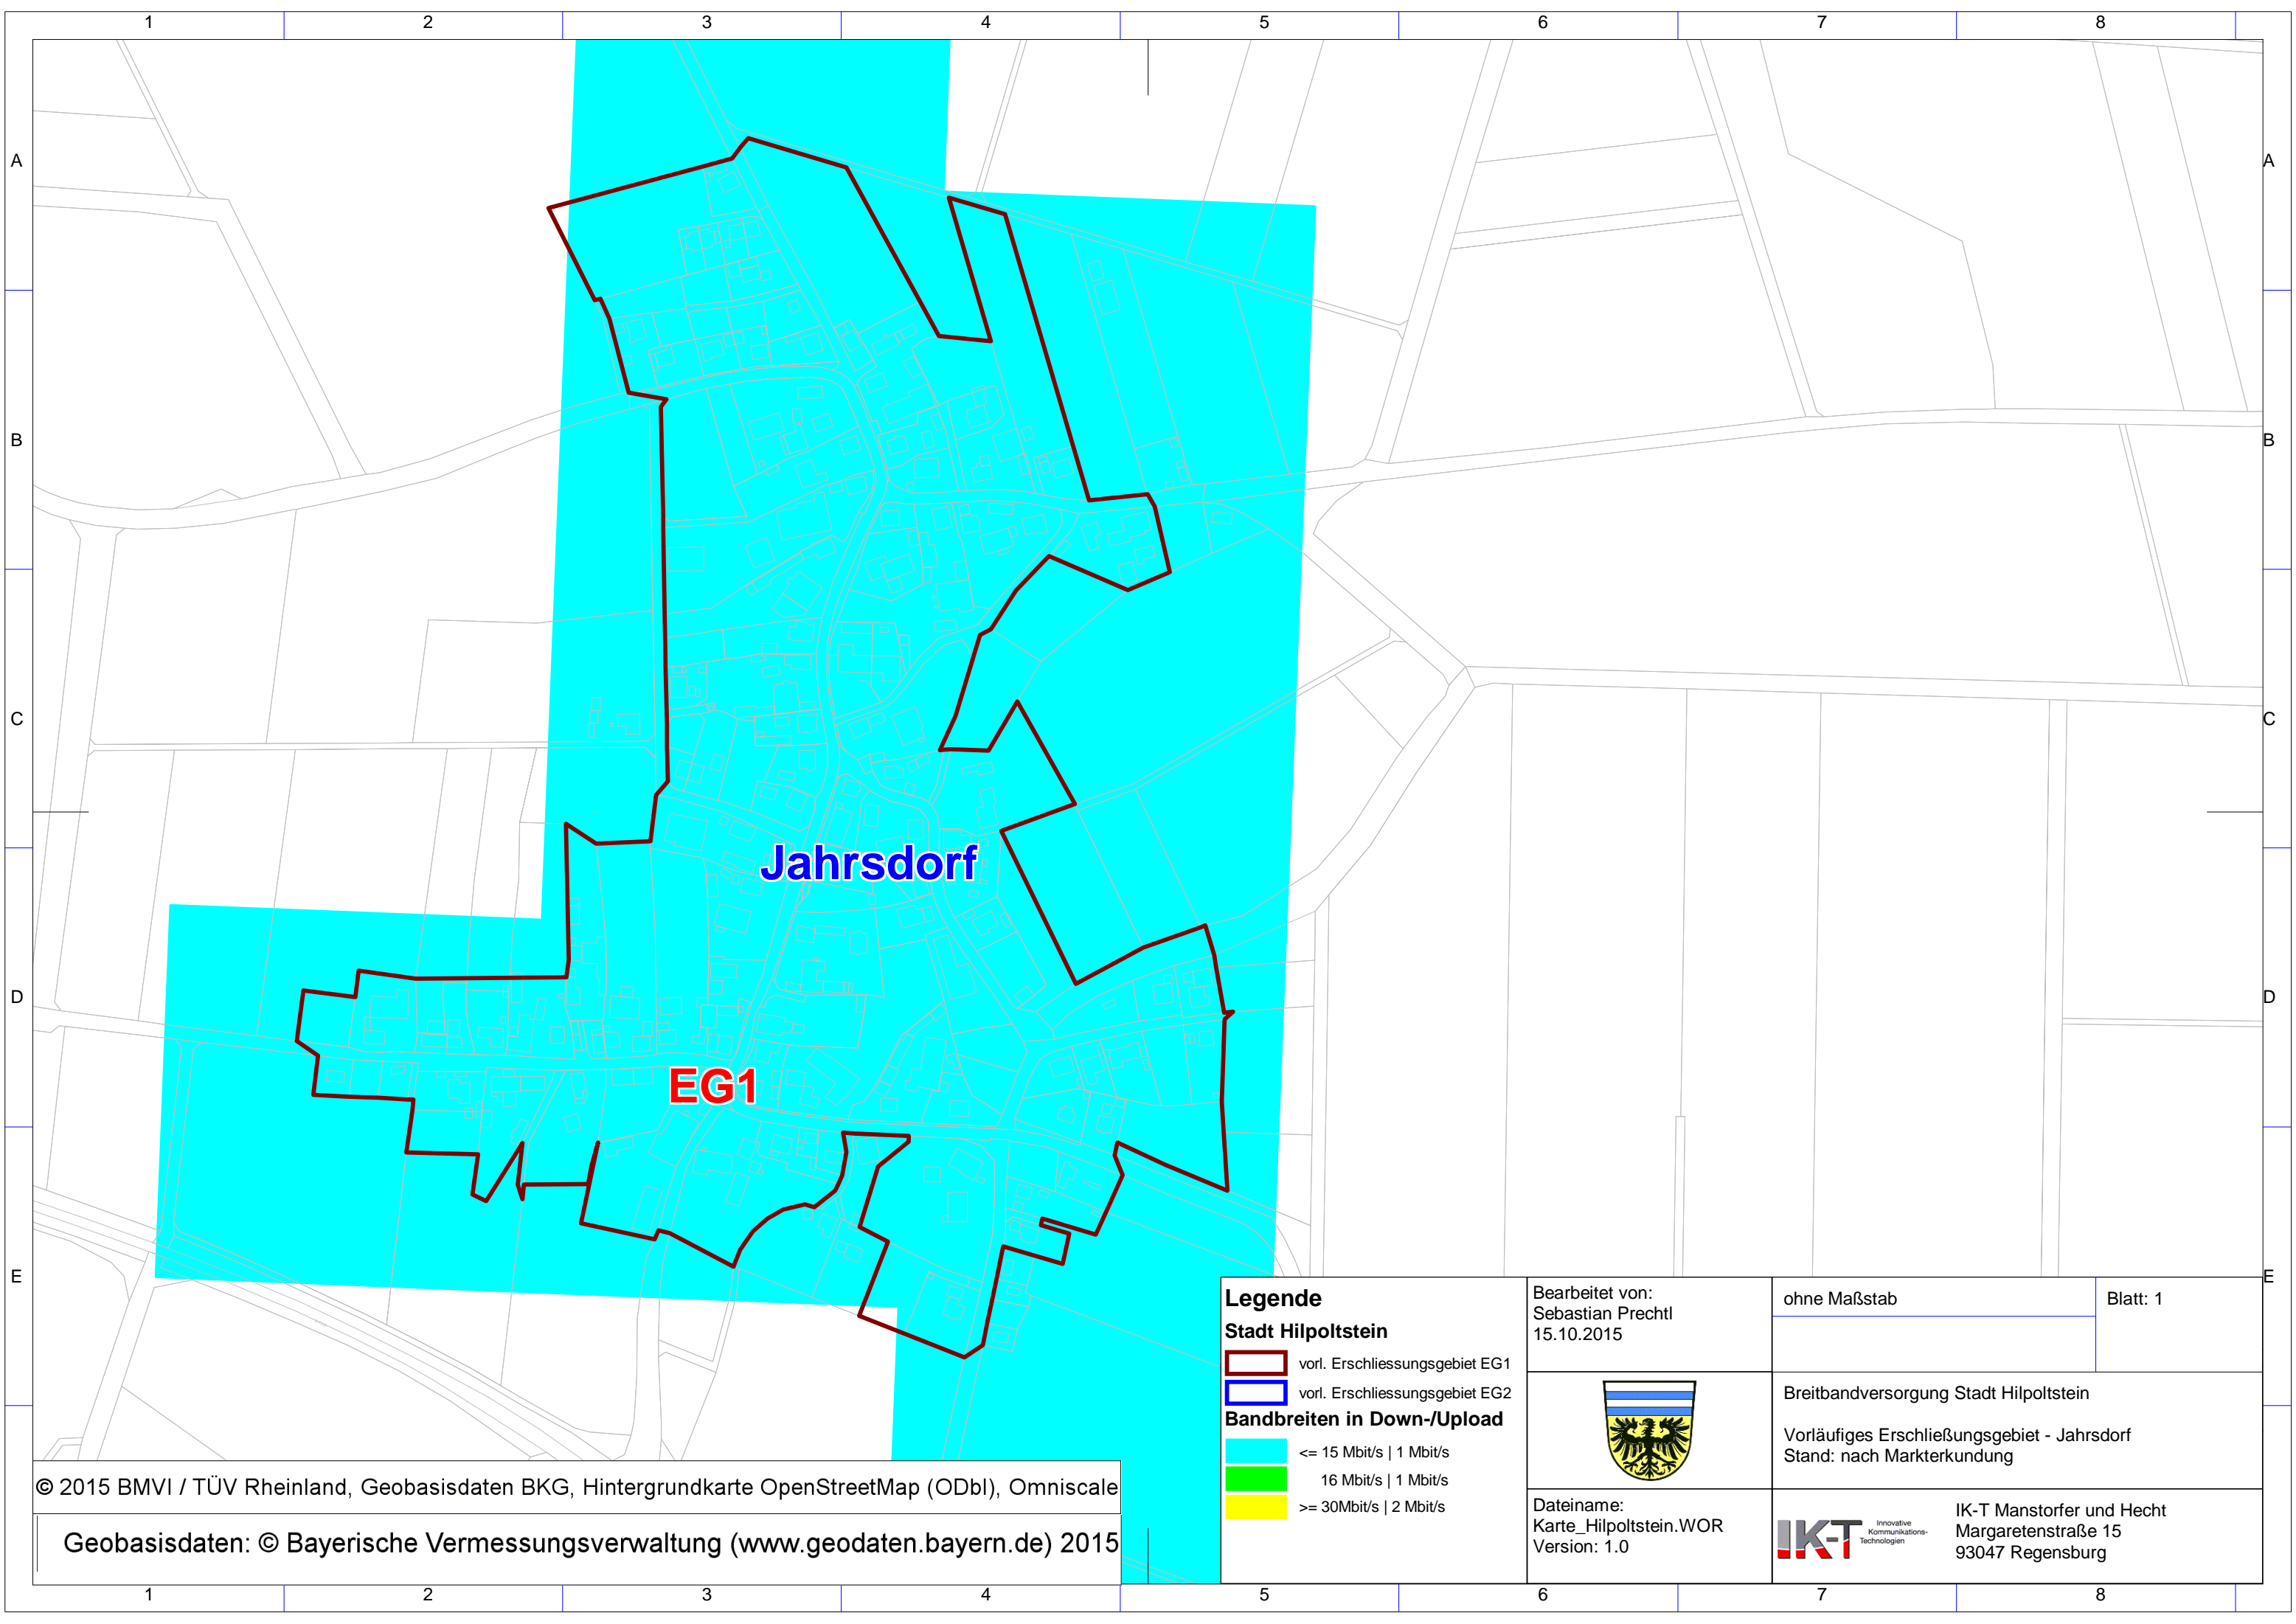 1 2 3 4 5 6 7 8
A A
B B
C C
Jahrsdorf
D D
EG1
E E
Legende
Stadt Hilpoltstein
vorl. Erschliessungsgebiet EG1
vorl. Erschliessungsgebiet EG2
Bandbreiten in Down-/Upload
<= 15 Mbit/s | 1 Mbit/s
16 Mbit/s | 1 Mbit/s
>= 30Mbit/s | 2 Mbit/s
Bearbeitet von:
Sebastian Prechtl
15.10.2015
ohne Maßstab
Blatt: 1
Breitbandversorgung Stadt Hilpoltstein
Vorläufiges Erschließungsgebiet - Jahrsdorf
Stand: nach Markterkundung
Dateiname:
Karte_Hilpoltstein.WOR
Version: 1.0
IK-T
Innovative
Kommunikations-
Technologien
IK-T Manstorfer und Hecht
Margaretenstraße 15
93047 Regensburg
© 2015 BMVI / TÜV Rheinland, Geobasisdaten BKG, Hintergrundkarte OpenStreetMap (ODbl), Omniscale
Geobasisdaten: © Bayerische Vermessungsverwaltung (www.geodaten.bayern.de) 2015
1 2 3 4 5 6 7 8